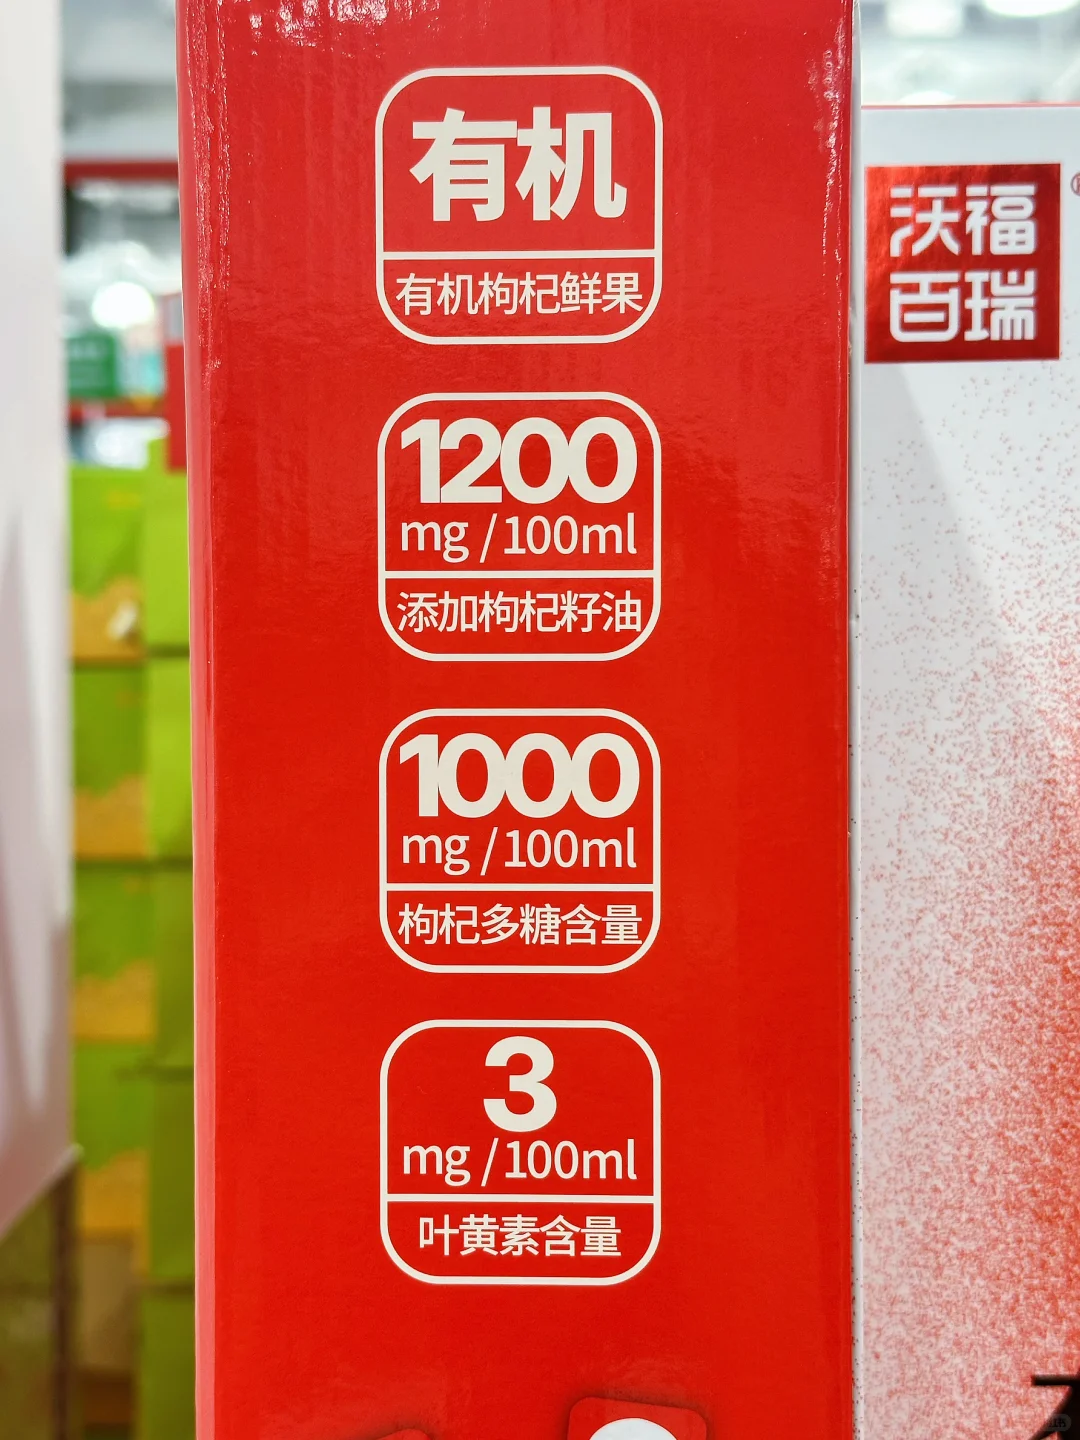 有机
有机枸杞鲜果
1200
mg /100ml
添加枸杞籽油
1000
mg /100ml
枸杞多糖含量
3
mg /100ml
叶黄素含量
沃福
百瑞